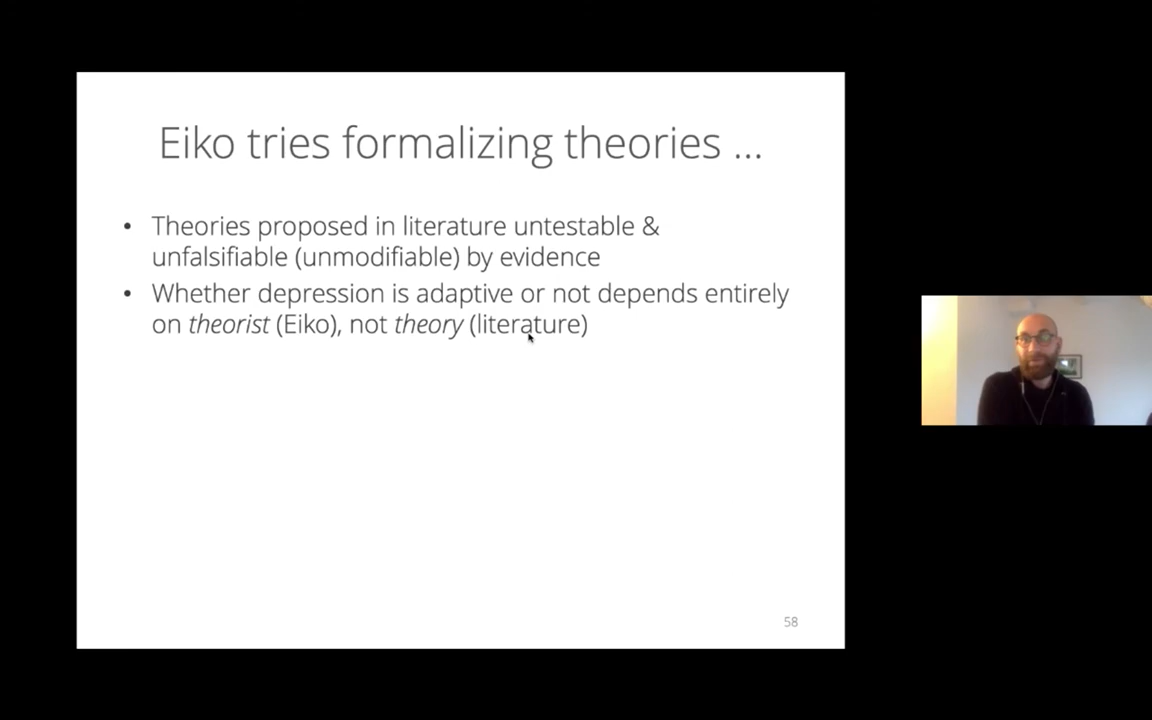 Eiko tries formalizing theories ...
• Theories proposed in literature untestable &
unfalsifiable (unmodifiable) by evidence
• Whether depression is adaptive or not depends entirely
on theorist (Eiko), not theory (literature)
58